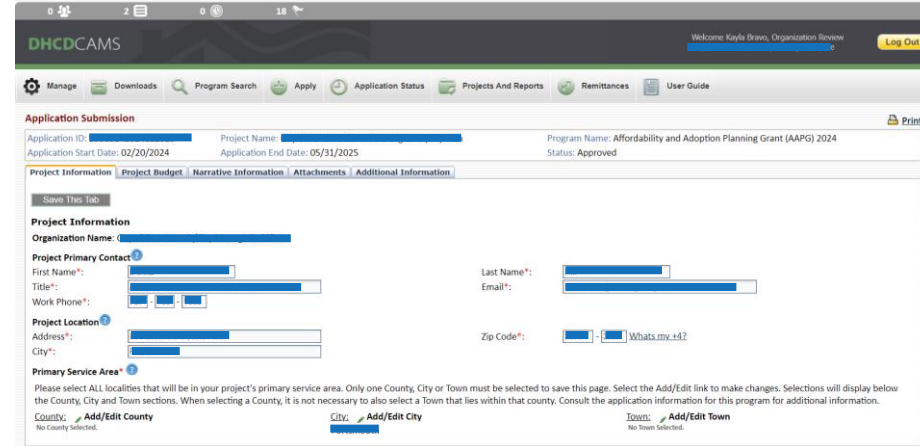 0 2 0 18
DHCDCAMS
Welcome Kayla Bravo, Organization Review
Log Out
Manage Downloads Program Search Apply Application Status Projects And Reports Remittances User Guide
Application Submission
Print
Application ID: Project Name: Program Name: Affordability and Adoption Planning Grant (AAPG) 2024
Application Start Date: 02/20/2024 Application End Date: 05/31/2025 Status: Approved
Project Information Project Budget Narrative Information Attachments Additional Information
Save This Tab
Project Information
Organization Name:
Project Primary Contact ?
First Name*: Last Name*:
Title*: Email*:
Work Phone*: - -
Project Location ?
Address*: Zip Code*: - Whats my +4?
City*:
Primary Service Area* ?
Please select ALL localities that will be in your project's primary service area. Only one County, City or Town must be selected to save this page. Select the Add/Edit link to make changes. Selections will display below
the County, City and Town sections. When selecting a County, it is not necessary to also select a Town that lies within that county. Consult the application information for this program for additional information.
County: Add/Edit County City: Add/Edit City Town: Add/Edit Town
No County Selected. No Town Selected.